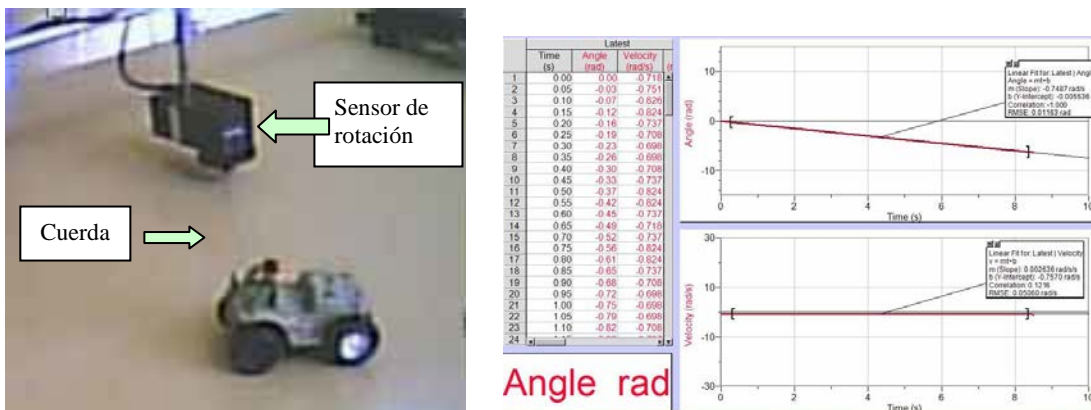 Sensor de
rotación
Cuerda
Latest
Time Angle Velocity
(s) (rad) (rad/s)
1 0.00 0.00 -0.718
2 0.05 -0.03 -0.751
3 0.10 -0.07 -0.826
4 0.15 -0.12 -0.824
5 0.20 -0.16 -0.737
6 0.25 -0.19 -0.708
7 0.30 -0.23 -0.698
8 0.35 -0.26 -0.698
9 0.40 -0.30 -0.708
10 0.45 -0.33 -0.737
11 0.50 -0.37 -0.824
12 0.55 -0.42 -0.824
13 0.60 -0.45 -0.737
14 0.65 -0.49 -0.718
15 0.70 -0.52 -0.737
16 0.75 -0.56 -0.824
17 0.80 -0.61 -0.824
18 0.85 -0.65 -0.737
19 0.90 -0.68 -0.708
20 0.95 -0.72 -0.698
21 1.00 -0.75 -0.698
22 1.05 -0.79 -0.698
23 1.10 -0.82 -0.708
24
Angle rad
10
0
-10
Angle (rad)
0 2 4 6 8 10
Time (s)
Linear Fit for: Latest | Angl
Angle = mt+b
m (Slope): -0.7487 rad/s
b (Y-Intercept): -0.005536
Correlation: -1.000
RMSE: 0.01163 rad
30
10
-10
-30
Velocity (rad/s)
0 2 4 6 8 10
Time (s)
Linear Fit for: Latest | Velocity
v = mt+b
m (Slope): 0.002636 rad/s
b (Y-Intercept): -0.7570 rad/s
Correlation: 0.1216
RMSE: 0.05060 rad/s